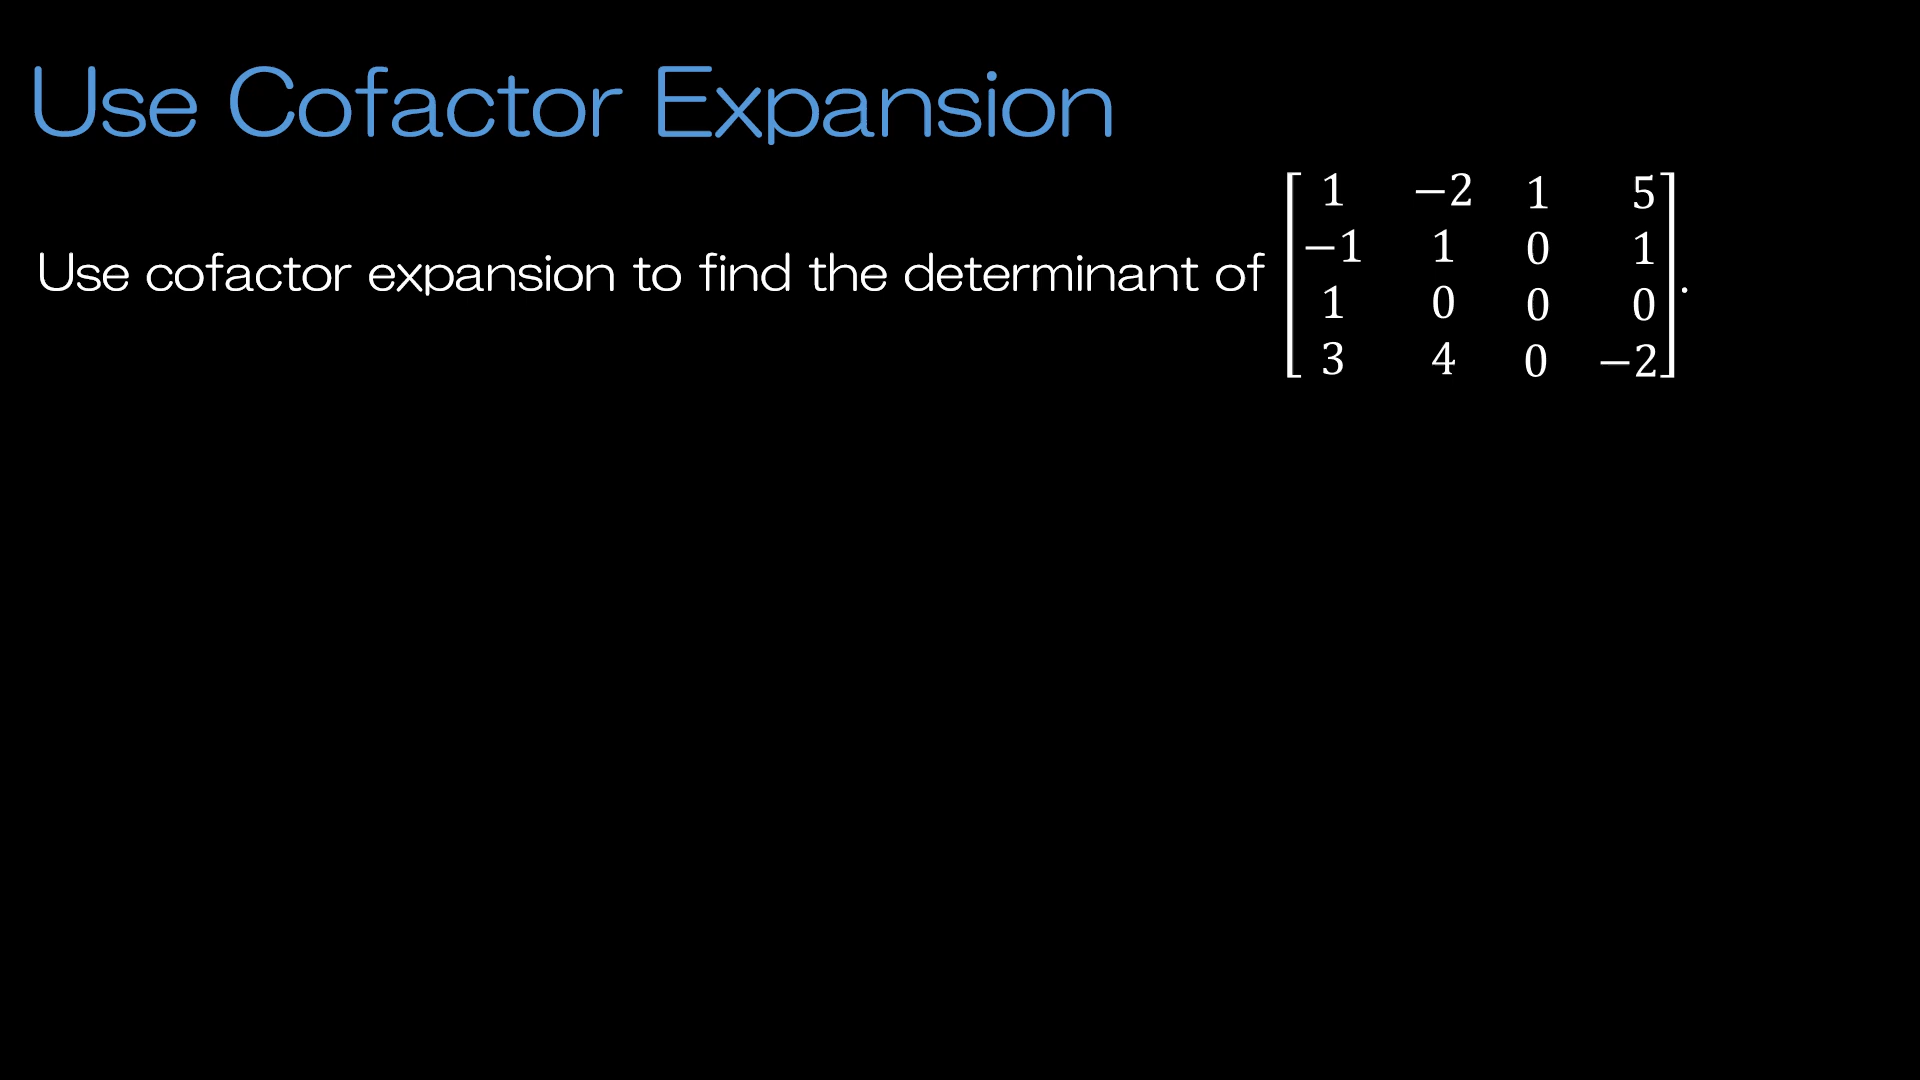 Use Cofactor Expansion
Use cofactor expansion to find the determinant of [1 −2 1 5
−1 1 0 1
1 0 0 0
3 4 0 −2].